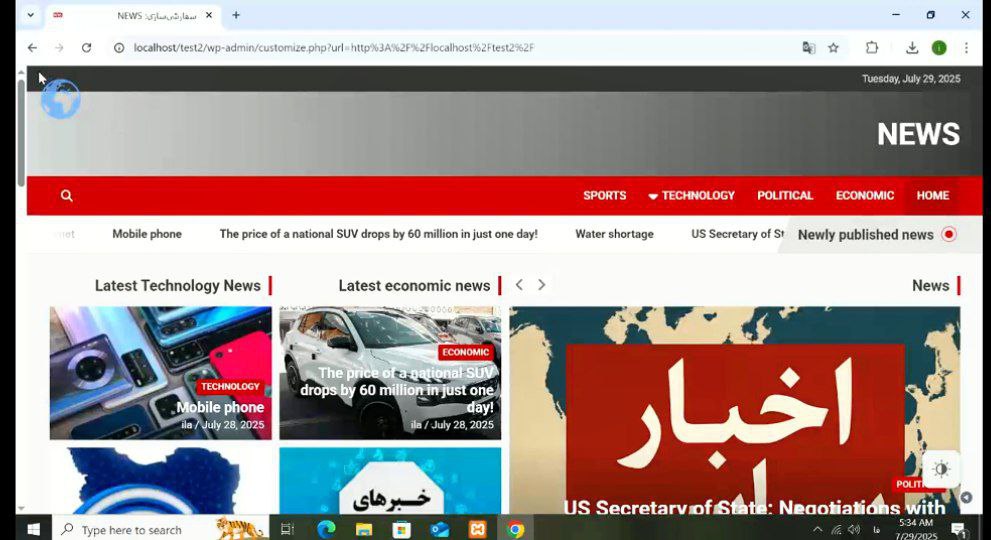 NEWS :سفارشی‌سازی
localhost/test2/wp-admin/customize.php?url=http%3A%2F%2Flocalhost%2Ftest2%2F
Tuesday, July 29, 2025
NEWS
SPORTS TECHNOLOGY POLITICAL ECONOMIC HOME
Mobile phone The price of a national SUV drops by 60 million in just one day! Water shortage US Secretary of Newly published news
Latest Technology News
Latest economic news
News
TECHNOLOGY
Mobile phone
ila / July 28, 2025
ECONOMIC
The price of a national SUV
drops by 60 million in just one
day!
ila / July 28, 2025
اخبار
خبرهای
US Secretary of State: Negotiations with
Type here to search
فا
5:34 AM
7/29/2025